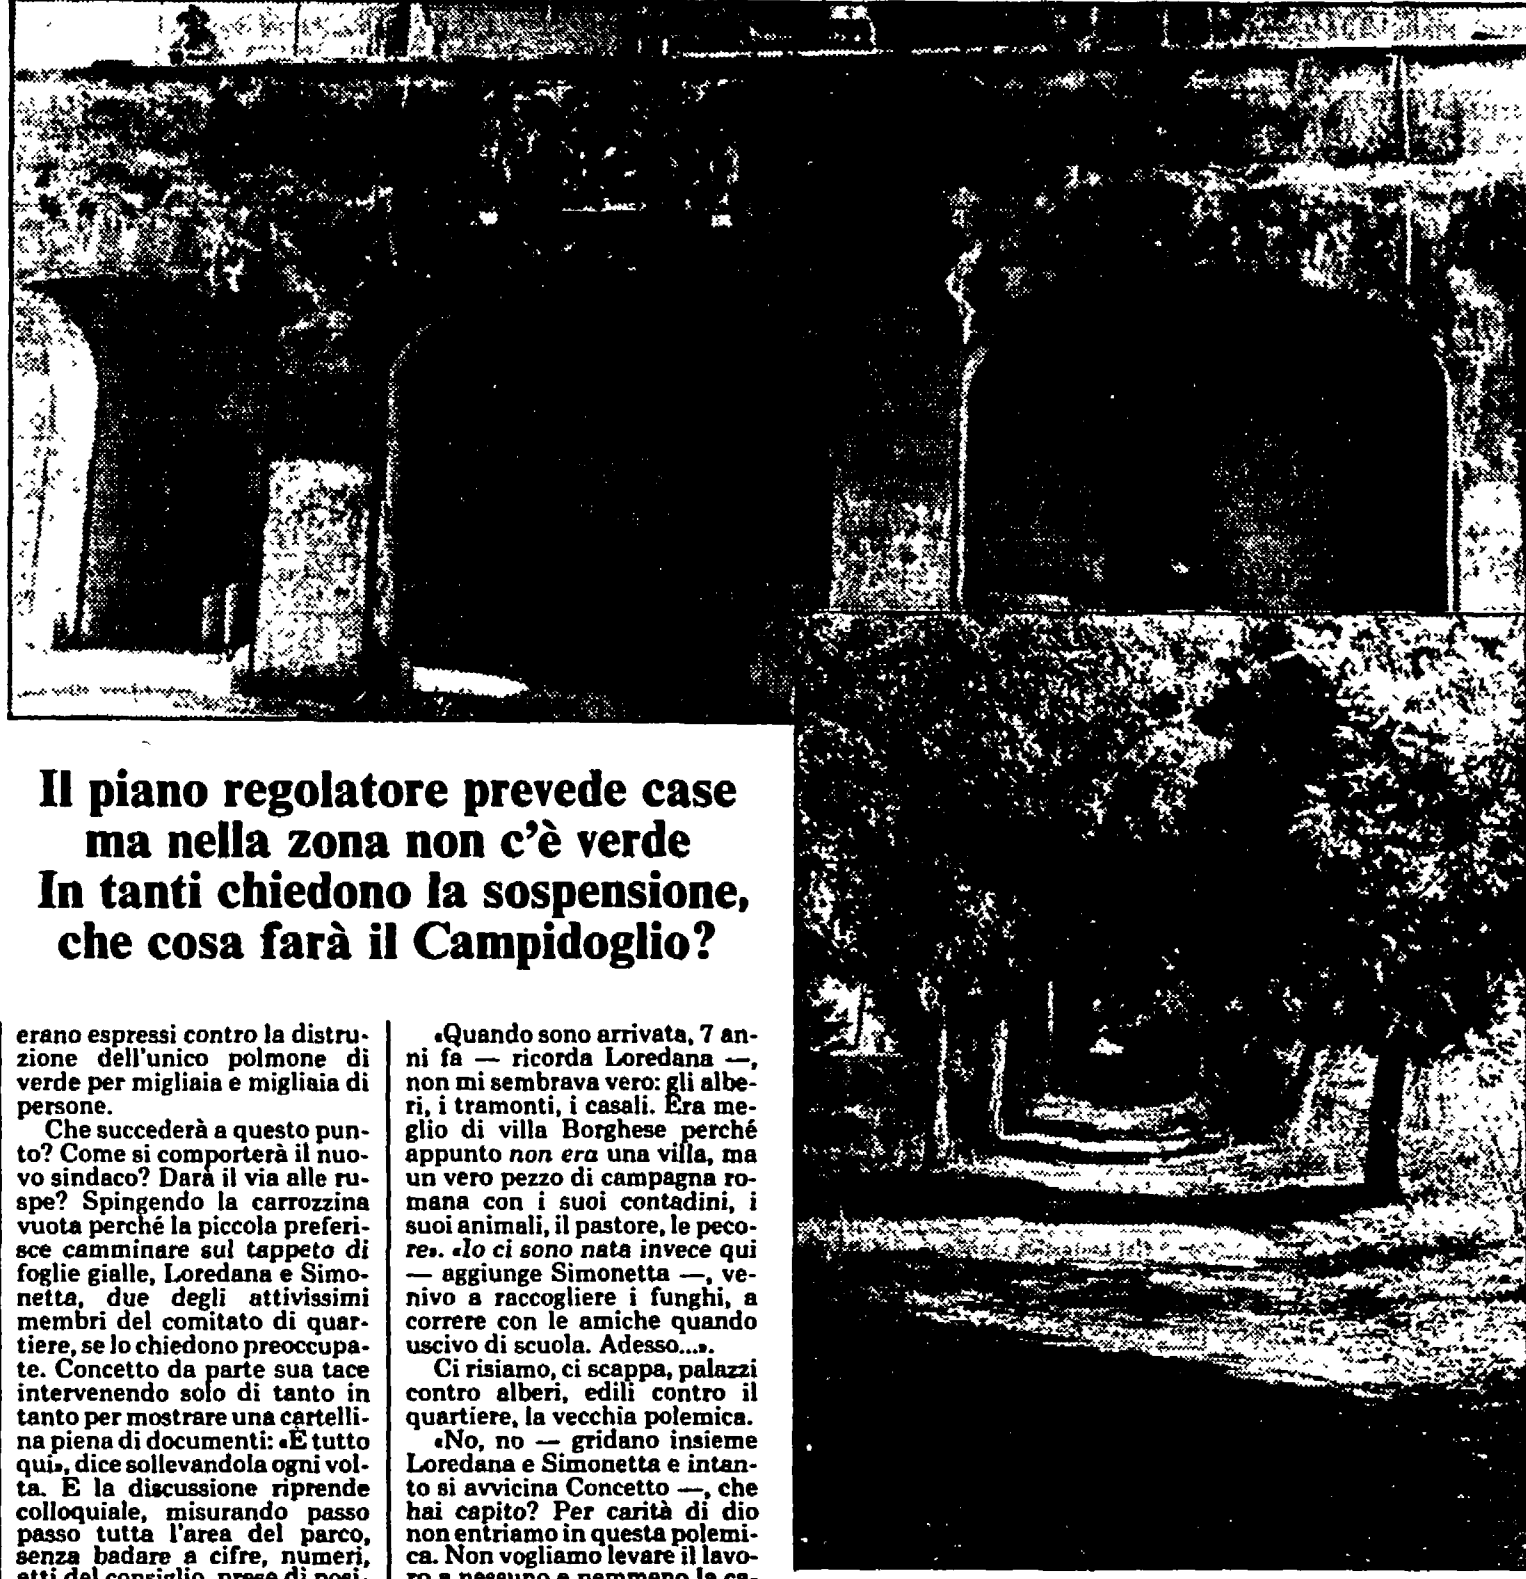 Il piano regolatore prevede case
ma nella zona non c'è verde
In tanti chiedono la sospensione,
che cosa farà il Campidoglio?
erano espressi contro la distru-
zione dell'unico polmone di
verde per migliaia e migliaia di
persone.
Che succederà a questo pun-
to? Come si comporterà il nuo-
vo sindaco? Darà il via alle ru-
spe? Spingendo la carrozzina
vuota perché la piccola preferi-
sce camminare sul tappeto di
foglie gialle, Loredana e Simo-
netta, due degli attivissimi
membri del comitato di quar-
tiere, se lo chiedono preoccupa-
te. Concetto da parte sua tace
intervenendo solo di tanto in
tanto per mostrare una cartelli-
na piena di documenti: «È tutto
qui», dice sollevandola ogni vol-
ta. E la discussione riprende
colloquiale, misurando passo
passo tutta l'area del parco,
senza badare a cifre, numeri,
atti del consiglio, prese di posi-
«Quando sono arrivata, 7 an-
ni fa — ricorda Loredana —,
non mi sembrava vero: gli albe-
ri, i tramonti, i casali. Era me-
glio di villa Borghese perché
appunto non era una villa, ma
un vero pezzo di campagna ro-
mana con i suoi contadini, i
suoi animali, il pastore, le peco-
re». «Io ci sono nata invece qui
— aggiunge Simonetta —, ve-
nivo a raccogliere i funghi, a
correre con le amiche quando
uscivo di scuola. Adesso...».
Ci risiamo, ci scappa, palazzi
contro alberi, edili contro il
quartiere, la vecchia polemica.
«No, no — gridano insieme
Loredana e Simonetta e intan-
to si avvicina Concetto —, che
hai capito? Per carità di dio
non entriamo in questa polemi-
ca. Non vogliamo levare il lavo-
ro a nessuno e nemmeno la ca-